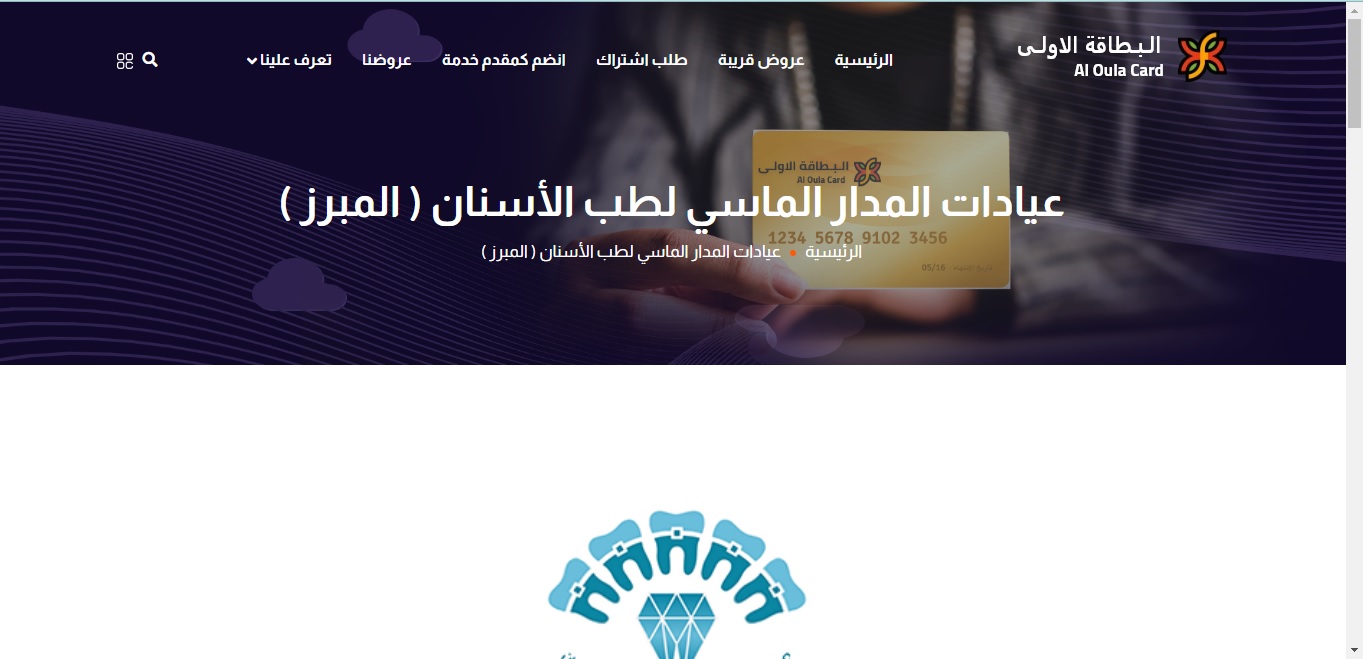 البطاقة الاولى
Al Oula Card
الرئيسية
عروض قريبة
طلب اشتراك
انضم كمقدم خدمة
عروضنا
تعرف علينا
البطاقة الاولى
Al Oula Card
عيادات المدار الماسي لطب الأسنان ( المبرز )
1234 5678 9102 3456
الرئيسية • عيادات المدار الماسي لطب الأسنان ( المبرز )
05/16